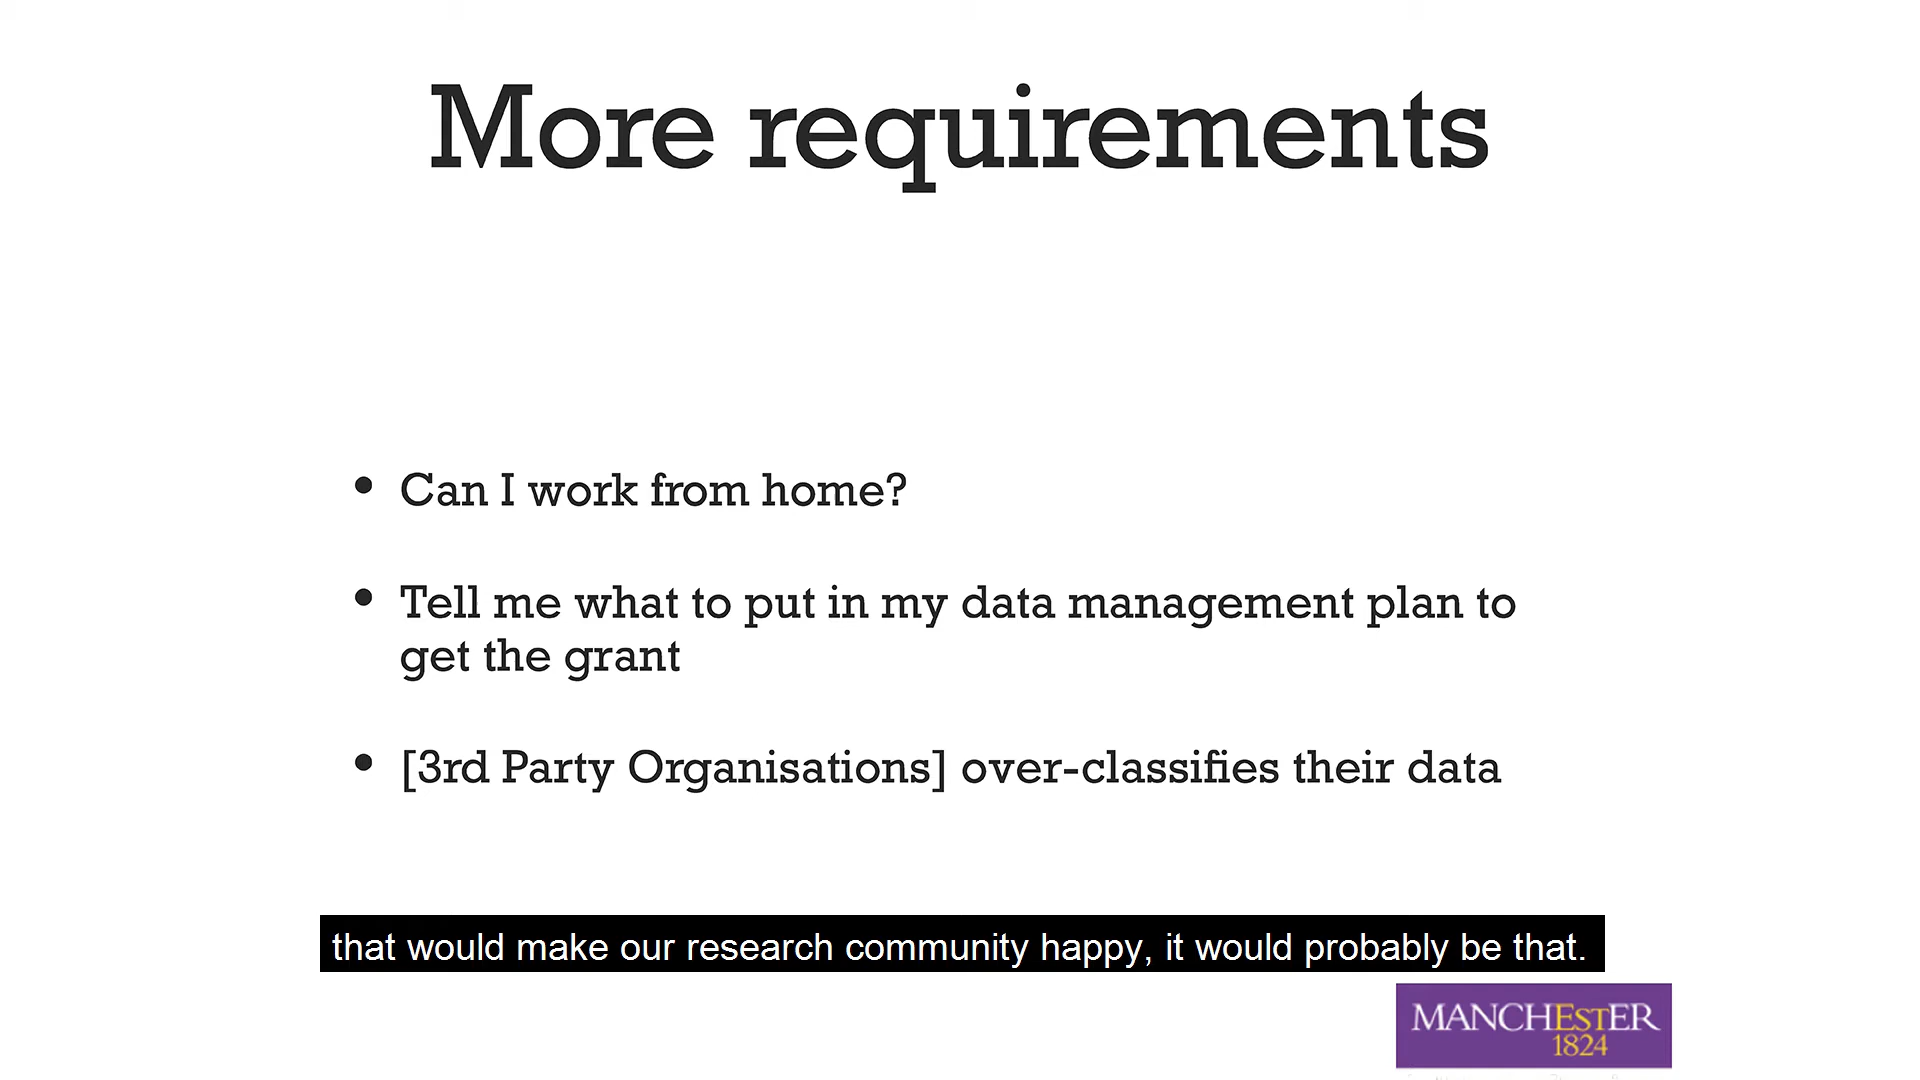 More requirements
• Can I work from home?
• Tell me what to put in my data management plan to
get the grant
• [3rd Party Organisations] over-classifies their data
that would make our research community happy, it would probably be that.
MANCHEStER
1824